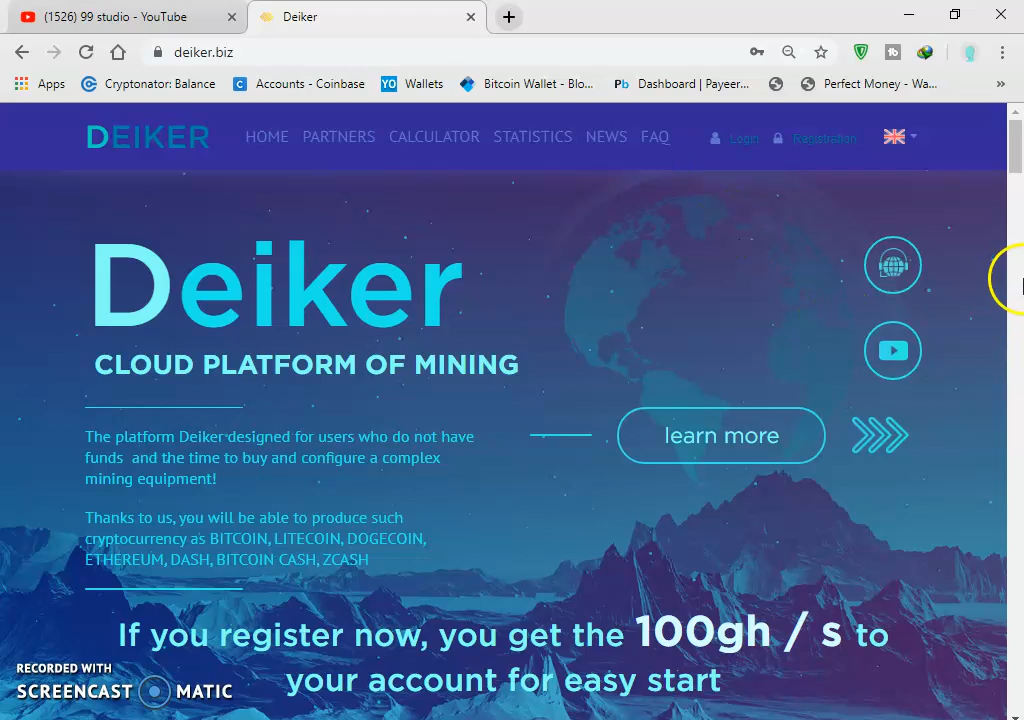 (1526) 99 studio - YouTube
Deiker
deiker.biz
Apps
Cryptonator: Balance
C
Accounts - Coinbase
YO
Wallets
Bitcoin Wallet - Blo...
Pb
Dashboard | Payeer...
Perfect Money - Wa...
»
DEIKER
HOME PARTNERS CALCULATOR STATISTICS NEWS FAQ
Login
Registration
Deiker
CLOUD PLATFORM OF MINING
The platform Deiker designed for users who do not have
funds and the time to buy and configure a complex
mining equipment!
learn more
Thanks to us, you will be able to produce such
cryptocurrency as BITCOIN, LITECOIN, DOGECOIN,
ETHEREUM, DASH, BITCOIN CASH, ZCASH
If you register now, you get the 100gh / s to
your account for easy start
RECORDED WITH
SCREENCAST MATIC